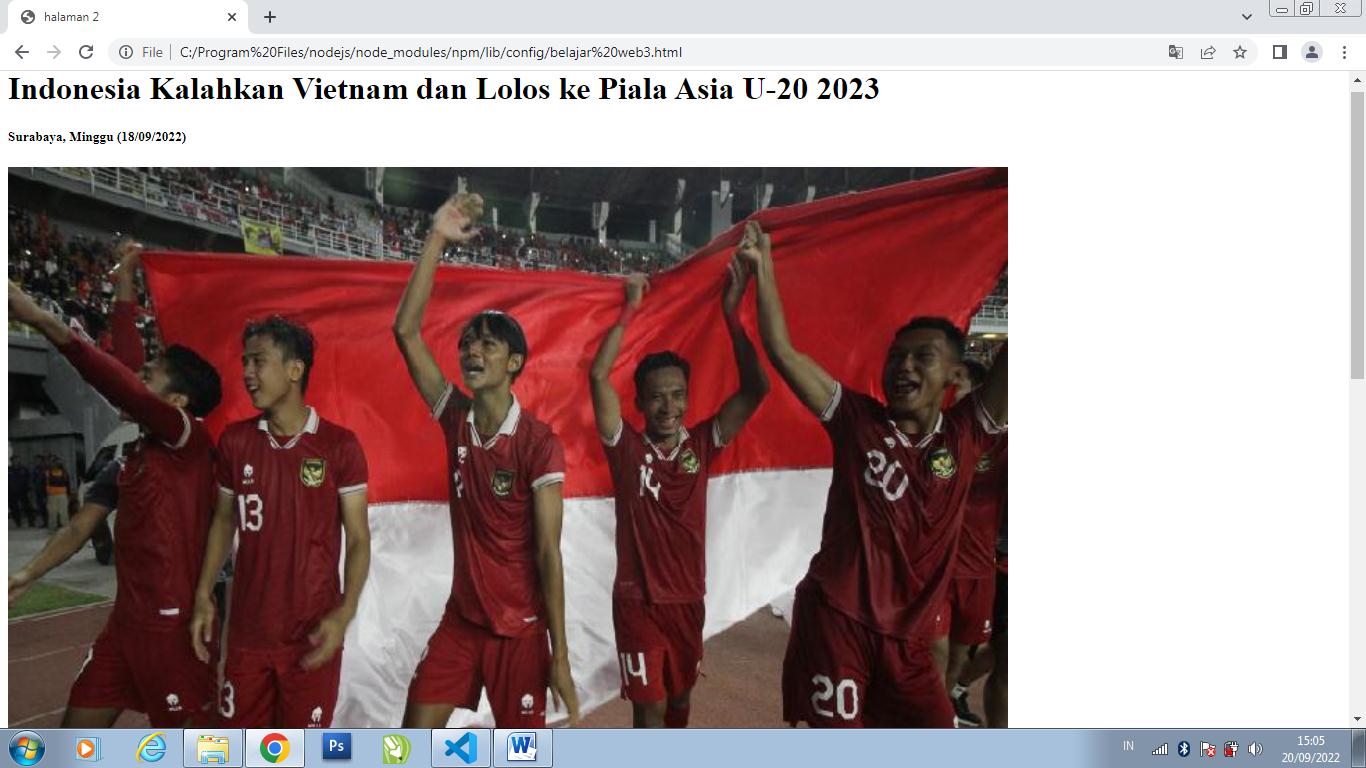 halaman 2
File C:/Program%20Files/nodejs/node_modules/npm/lib/config/belajar%20web3.html
Indonesia Kalahkan Vietnam dan Lolos ke Piala Asia U-20 2023
Surabaya, Minggu (18/09/2022)
13
14
20
14
20
Ps
W
IN
15:05
20/09/2022